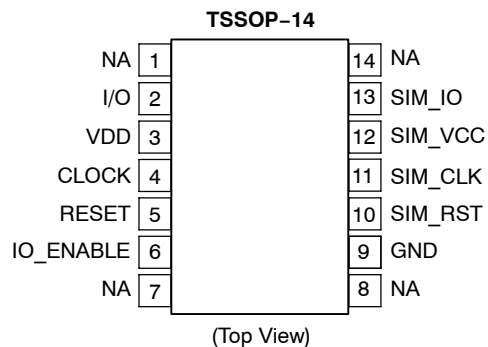 TSSOP–14
NA 1 14 NA
I/O 2 13 SIM_IO
VDD 3 12 SIM_VCC
CLOCK 4 11 SIM_CLK
RESET 5 10 SIM_RST
IO_ENABLE 6 9 GND
NA 7 8 NA
(Top View)